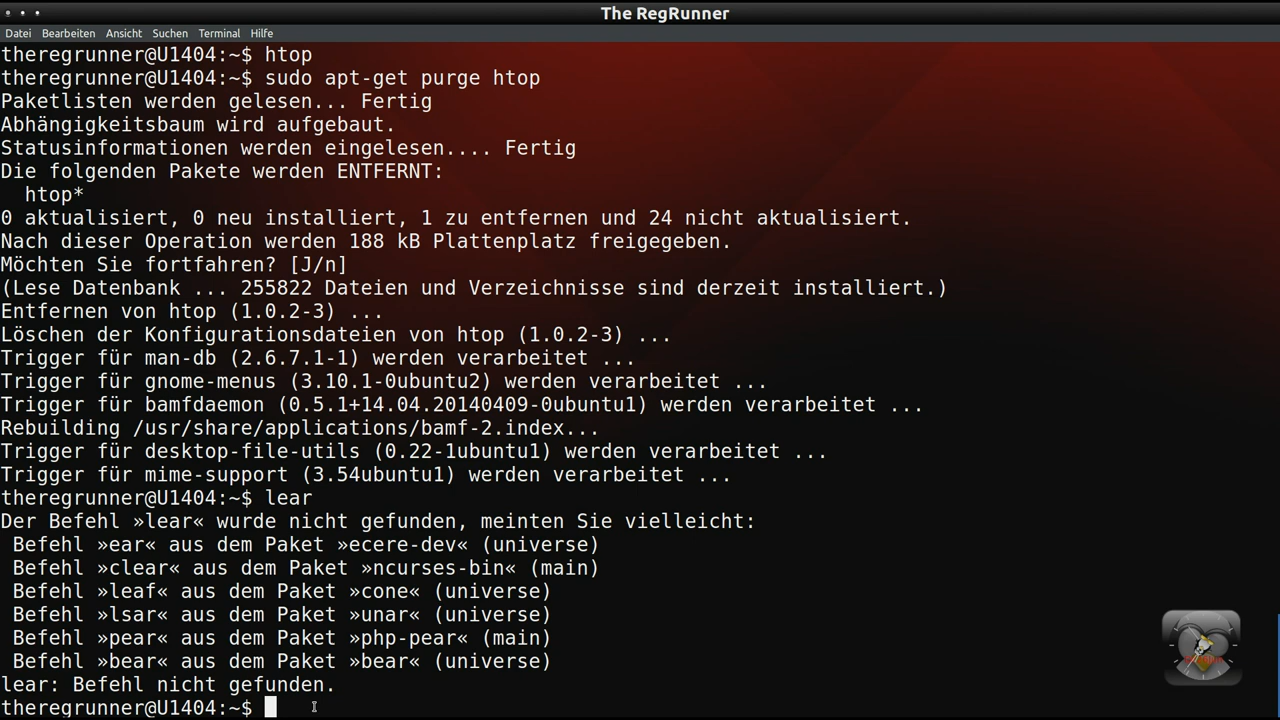 The RegRunner
Datei Bearbeiten Ansicht Suchen Terminal Hilfe
theregrunner@U1404:~$ htop
theregrunner@U1404:~$ sudo apt-get purge htop
Paketlisten werden gelesen... Fertig
Abhängigkeitsbaum wird aufgebaut.
Statusinformationen werden eingelesen.... Fertig
Die folgenden Pakete werden ENTFERNT:
  htop*
0 aktualisiert, 0 neu installiert, 1 zu entfernen und 24 nicht aktualisiert.
Nach dieser Operation werden 188 kB Plattenplatz freigegeben.
Möchten Sie fortfahren? [J/n]
(Lese Datenbank ... 255822 Dateien und Verzeichnisse sind derzeit installiert.)
Entfernen von htop (1.0.2-3) ...
Löschen der Konfigurationsdateien von htop (1.0.2-3) ...
Trigger für man-db (2.6.7.1-1) werden verarbeitet ...
Trigger für gnome-menus (3.10.1-0ubuntu2) werden verarbeitet ...
Trigger für bamfdaemon (0.5.1+14.04.20140409-0ubuntu1) werden verarbeitet ...
Rebuilding /usr/share/applications/bamf-2.index...
Trigger für desktop-file-utils (0.22-1ubuntu1) werden verarbeitet ...
Trigger für mime-support (3.54ubuntu1) werden verarbeitet ...
theregrunner@U1404:~$ lear
Der Befehl »lear« wurde nicht gefunden, meinten Sie vielleicht:
 Befehl »ear« aus dem Paket »ecere-dev« (universe)
 Befehl »clear« aus dem Paket »ncurses-bin« (main)
 Befehl »leaf« aus dem Paket »cone« (universe)
 Befehl »lsar« aus dem Paket »unar« (universe)
 Befehl »pear« aus dem Paket »php-pear« (main)
 Befehl »bear« aus dem Paket »bear« (universe)
lear: Befehl nicht gefunden.
theregrunner@U1404:~$